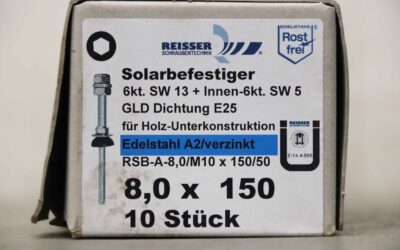 REISSER
SCHRAUBENTECHNIK
EDELSTAHL
Rost
frei
Solarbefestiger
6kt. SW 13 + Innen-6kt. SW 5
GLD Dichtung E25
für Holz-Unterkonstruktion
Edelstahl A2/verzinkt
REISSER
RSB-A-8,0/M10 x 150/50
8,0 x 150
10 Stück